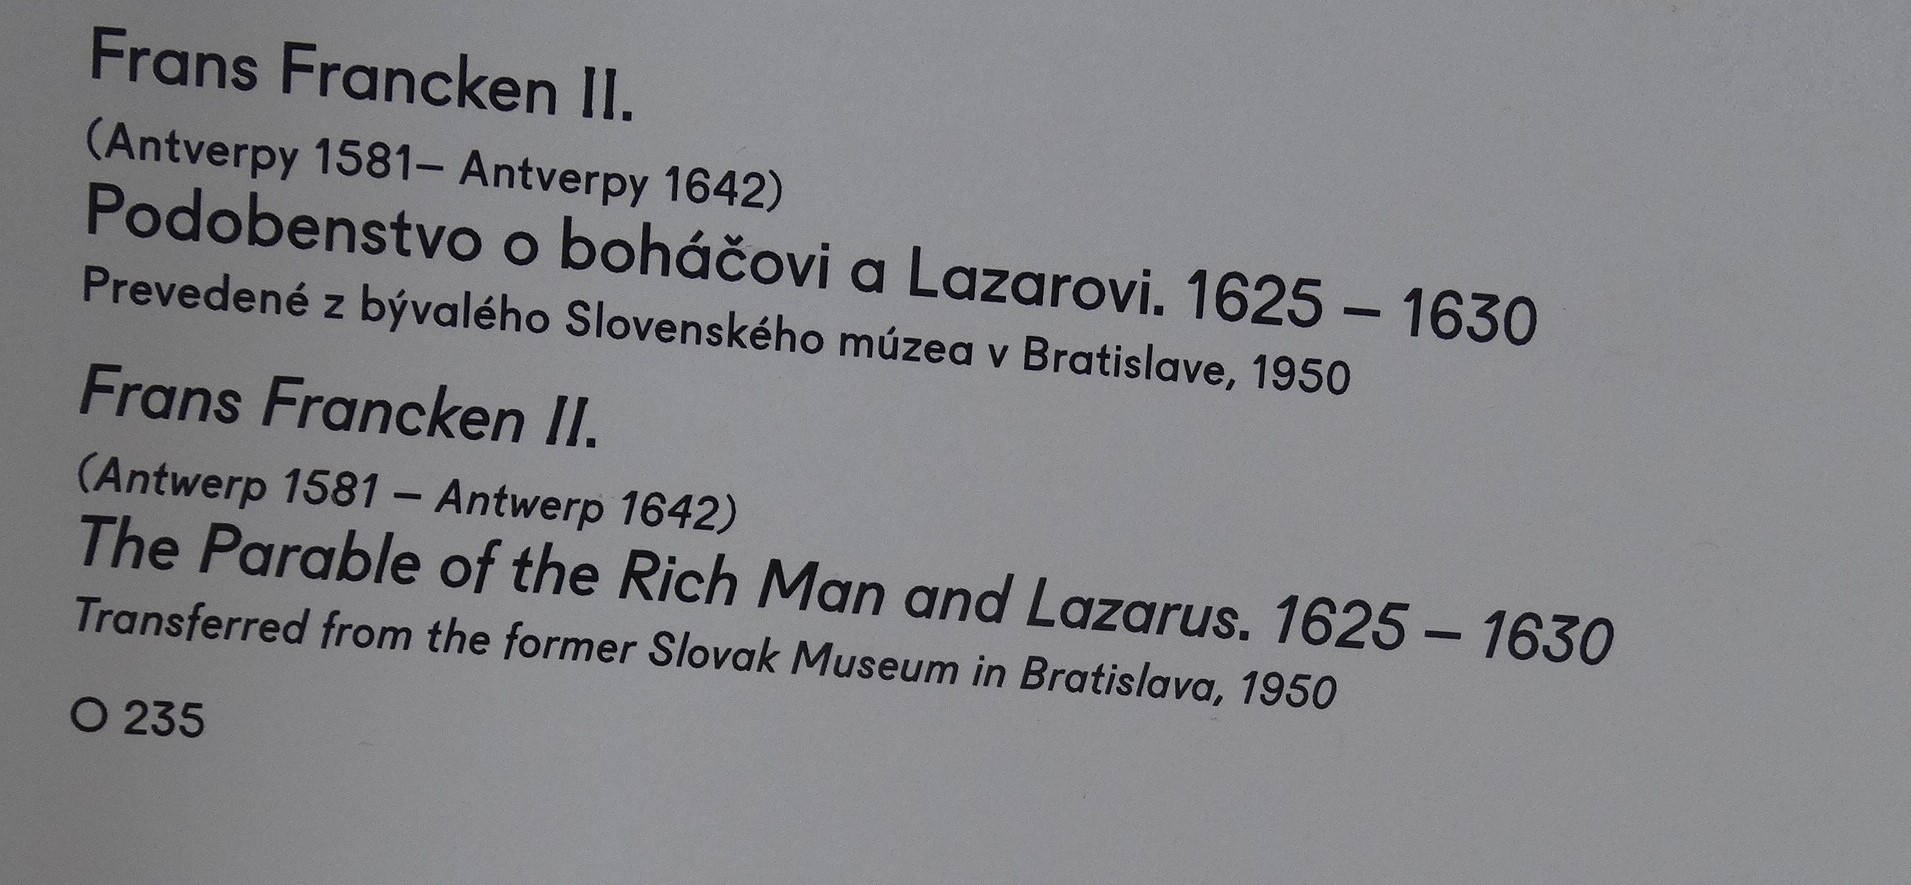 Frans Francken II.
(Antverpy 1581– Antverpy 1642)
Podobenstvo o boháčovi a Lazarovi. 1625 – 1630
Prevedené z bývalého Slovenského múzea v Bratislave, 1950
Frans Francken II.
(Antwerp 1581 – Antwerp 1642)
The Parable of the Rich Man and Lazarus. 1625 – 1630
Transferred from the former Slovak Museum in Bratislava, 1950
O 235